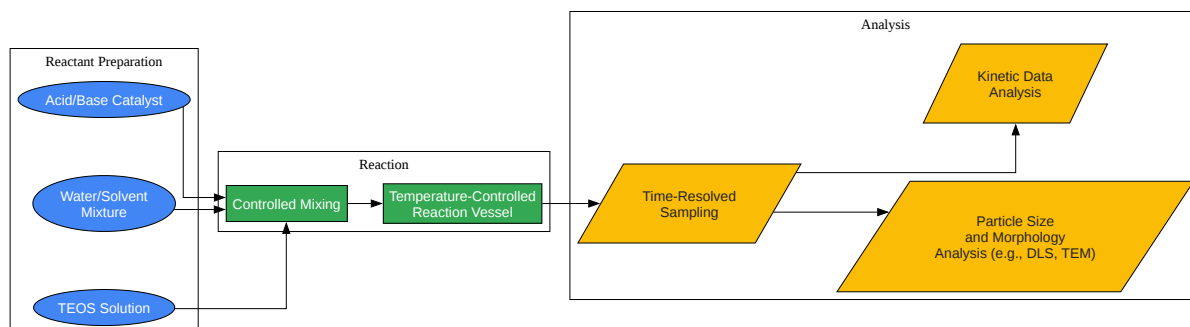 Reactant Preparation
Acid/Base Catalyst
Water/Solvent
Mixture
TEOS Solution
Reaction
Controlled Mixing
Temperature-Controlled
Reaction Vessel
Analysis
Time-Resolved
Sampling
Kinetic Data
Analysis
Particle Size
and Morphology
Analysis (e.g., DLS, TEM)